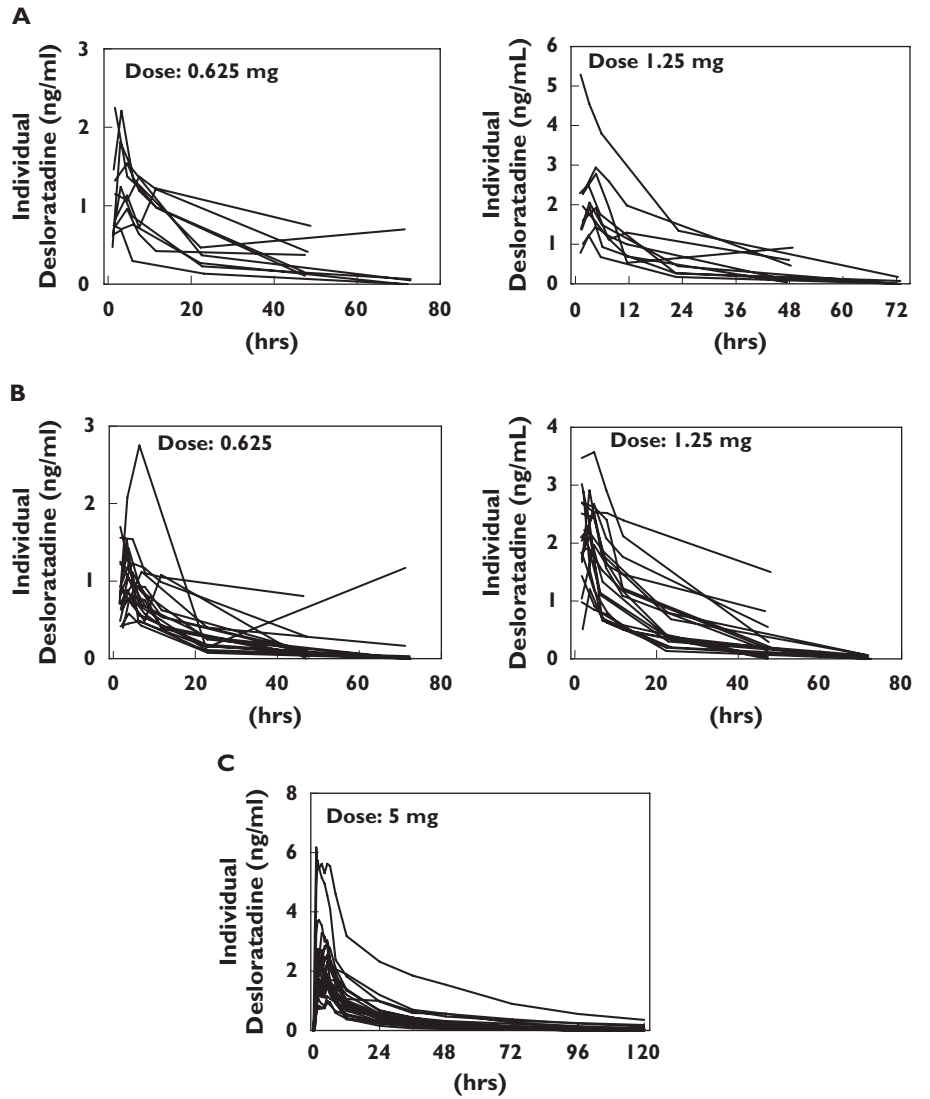 A
Individual
Desloratadine (ng/ml)
3
2
1
0
Dose: 0.625 mg
0 20 40 60 80
(hrs)
Individual
Desloratadine (ng/mL)
6
5
4
3
2
1
0
Dose 1.25 mg
0 12 24 36 48 60 72
(hrs)
B
Individual
Desloratadine (ng/ml)
3
2
1
0
Dose: 0.625
0 20 40 60 80
(hrs)
Individual
Desloratadine (ng/mL)
4
3
2
1
0
Dose: 1.25 mg
0 20 40 60 80
(hrs)
C
Individual
Desloratadine (ng/ml)
8
6
4
2
0
Dose: 5 mg
0 24 48 72 96 120
(hrs)